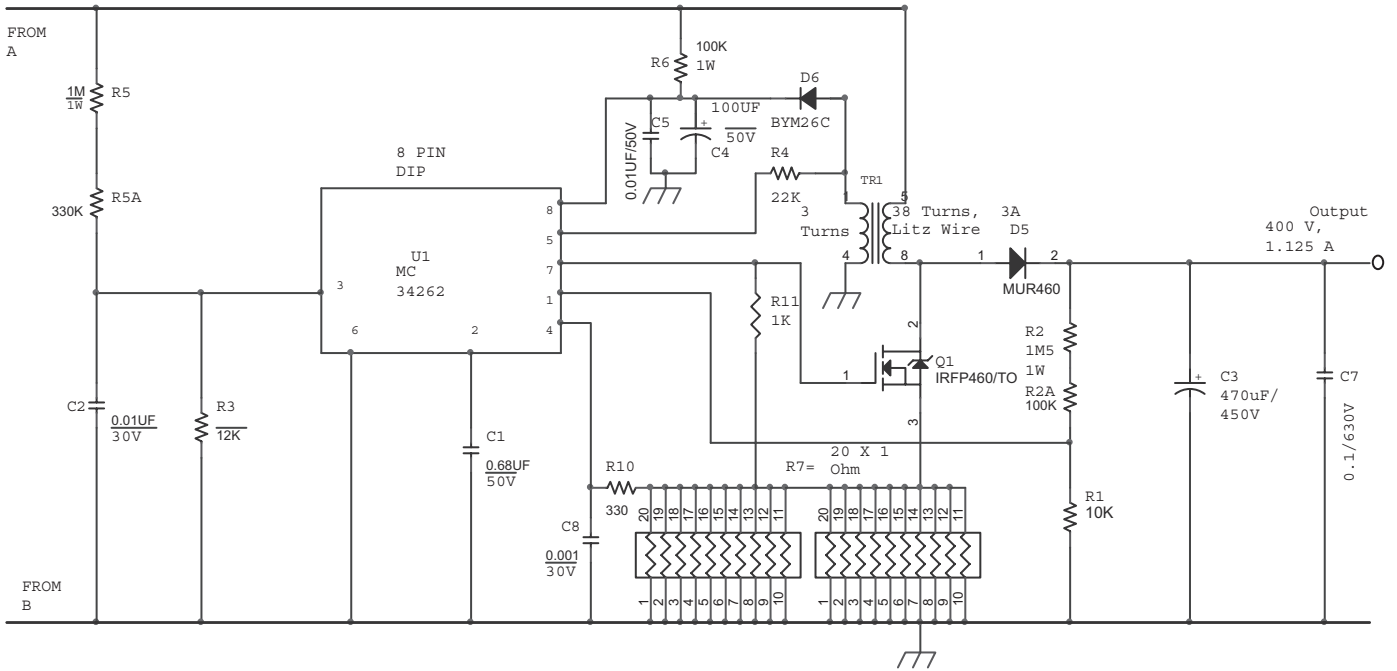 FROM
A
1M
1W
R5
R5A
330K
R6
100K
1W
D6
BYM26C
C5
0.01UF/50V
100UF
+
50V
C4
R4
22K
8 PIN
DIP
U1
MC
34262
3
6
2
8
5
7
1
4
TR1
1
4
5
8
3
Turns
38 Turns,
Litz Wire
3A
D5
1
2
MUR460
Output
400 V,
1.125 A
R11
1K
2
1
3
Q1
IRFP460/TO
R2
1M5
1W
R2A
100K
C3
+
470uF/
450V
C7
0.1/630V
C2
0.01UF
30V
R3
12K
C1
0.68UF
50V
R10
330
C8
0.001
30V
R7=
20 X 1
Ohm
R1
10K
20 19 18 17 16 15 14 13 12 11
20 19 18 17 16 15 14 13 12 11
1 2 3 4 5 6 7 8 9 10
1 2 3 4 5 6 7 8 9 10
FROM
B